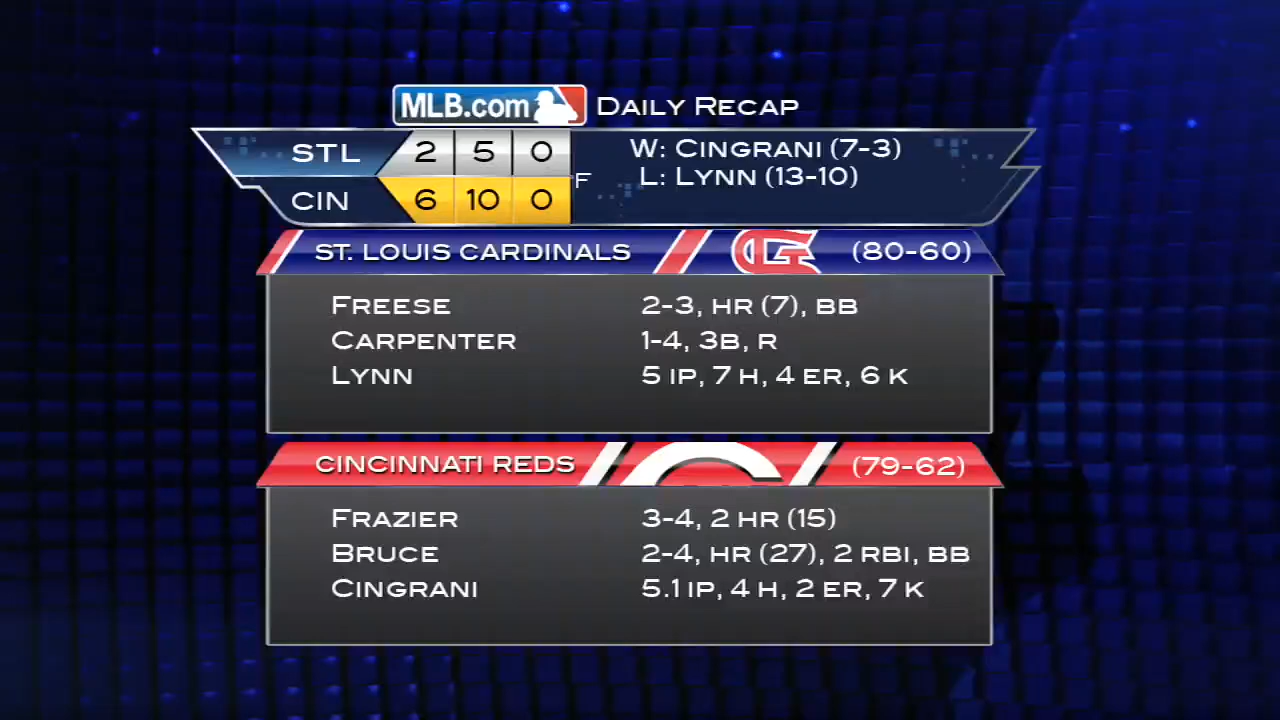 MLB.com DAILY RECAP
STL 2 5 0
CIN 6 10 0
F
W: CINGRANI (7-3)
L: LYNN (13-10)
ST. LOUIS CARDINALS STL (80-60)
FREESE 2-3, HR (7), BB
CARPENTER 1-4, 3B, R
LYNN 5 IP, 7 H, 4 ER, 6 K
CINCINNATI REDS C (79-62)
FRAZIER 3-4, 2 HR (15)
BRUCE 2-4, HR (27), 2 RBI, BB
CINGRANI 5.1 IP, 4 H, 2 ER, 7 K